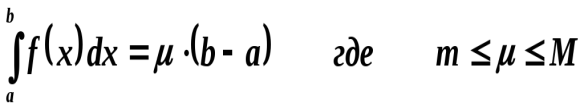 ∫ₐᵇ f(x)dx = μ·(b - a) где m ≤ μ ≤ M